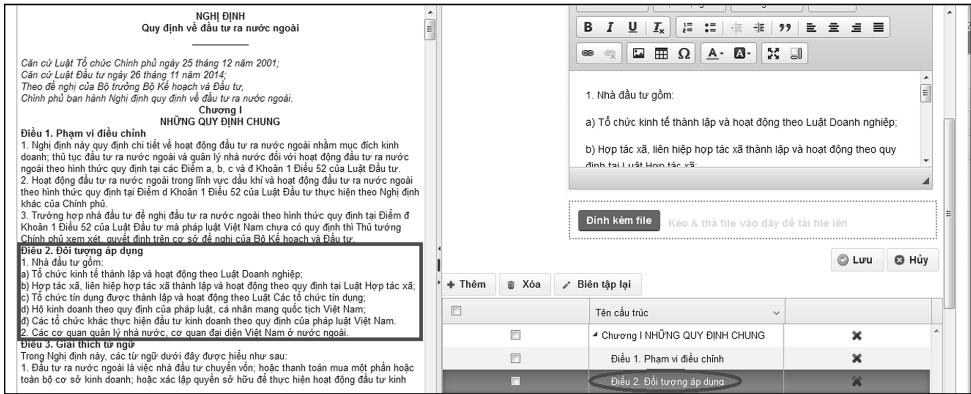 NGHỊ ĐỊNH
Quy định về đầu tư ra nước ngoài
Căn cứ Luật Tổ chức Chính phủ ngày 25 tháng 12 năm 2001;
Căn cứ Luật Đầu tư ngày 26 tháng 11 năm 2014;
Theo đề nghị của Bộ trưởng Bộ Kế hoạch và Đầu tư,
Chính phủ ban hành Nghị định quy định về đầu tư ra nước ngoài.
Chương I
NHỮNG QUY ĐỊNH CHUNG
Điều 1. Phạm vi điều chỉnh
1. Nghị định này quy định chi tiết về hoạt động đầu tư ra nước ngoài nhằm mục đích kinh
doanh; thủ tục đầu tư ra nước ngoài và quản lý nhà nước đối với hoạt động đầu tư ra nước
ngoài theo hình thức quy định tại các Điểm a, b, c và đ Khoản 1 Điều 52 của Luật Đầu tư.
2. Hoạt động đầu tư ra nước ngoài trong lĩnh vực dầu khí và hoạt động đầu tư ra nước ngoài
theo hình thức quy định tại Điểm d Khoản 1 Điều 52 của Luật Đầu tư thực hiện theo Nghị định
khác của Chính phủ.
3. Trường hợp nhà đầu tư đề nghị đầu tư ra nước ngoài theo hình thức quy định tại Điểm đ
Khoản 1 Điều 52 của Luật Đầu tư mà pháp luật Việt Nam chưa có quy định thì Thủ tướng
Chính phủ xem xét, quyết định trên cơ sở đề nghị của Bộ Kế hoạch và Đầu tư.
Điều 2. Đối tượng áp dụng
1. Nhà đầu tư gồm:
a) Tổ chức kinh tế thành lập và hoạt động theo Luật Doanh nghiệp;
b) Hợp tác xã, liên hiệp hợp tác xã thành lập và hoạt động theo quy định tại Luật Hợp tác xã;
c) Tổ chức tín dụng được thành lập và hoạt động theo Luật Các tổ chức tín dụng;
d) Hộ kinh doanh theo quy định của pháp luật, cá nhân mang quốc tịch Việt Nam;
đ) Các tổ chức khác thực hiện đầu tư kinh doanh theo quy định của pháp luật Việt Nam.
2. Các cơ quan quản lý nhà nước, cơ quan đại diện Việt Nam ở nước ngoài.
Điều 3. Giải thích từ ngữ
Trong Nghị định này, các từ ngữ dưới đây được hiểu như sau:
1. Đầu tư ra nước ngoài là việc nhà đầu tư chuyển vốn; hoặc thanh toán mua một phần hoặc
toàn bộ cơ sở kinh doanh; hoặc xác lập quyền sở hữu để thực hiện hoạt động đầu tư kinh
B I U Tx
Ω A A
1. Nhà đầu tư gồm:
a) Tổ chức kinh tế thành lập và hoạt động theo Luật Doanh nghiệp;
b) Hợp tác xã, liên hiệp hợp tác xã thành lập và hoạt động theo quy
định tại Luật Hợp tác xã;
Đính kèm file Kéo & thả file vào đây để tải file lên
Lưu Hủy
Thêm Xóa Biên tập lại
Tên cấu trúc
Chương I NHỮNG QUY ĐỊNH CHUNG
Điều 1. Phạm vi điều chỉnh
Điều 2. Đối tượng áp dụng